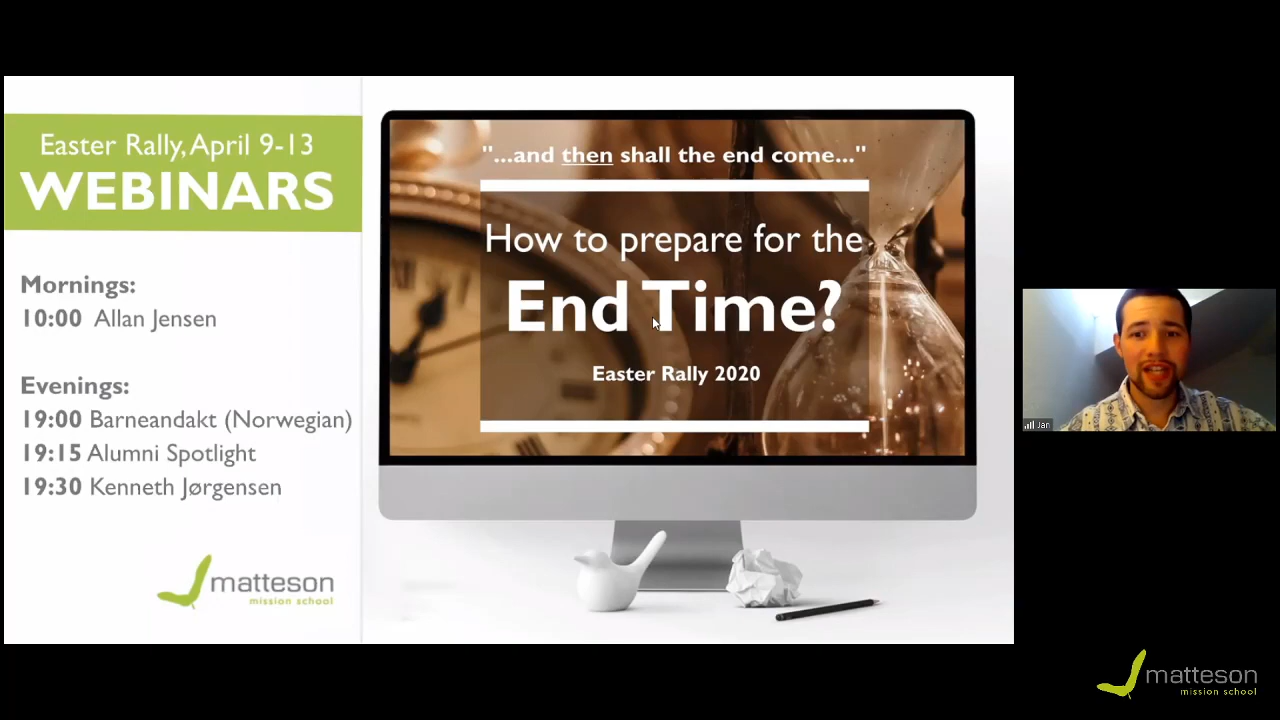 Easter Rally, April 9-13
WEBINARS
Mornings:
10:00 Allan Jensen
Evenings:
19:00 Barneandakt (Norwegian)
19:15 Alumni Spotlight
19:30 Kenneth Jørgensen
matteson
mission school
"...and then shall the end come..."
How to prepare for the
End Time?
Easter Rally 2020
Jan
matteson
mission school